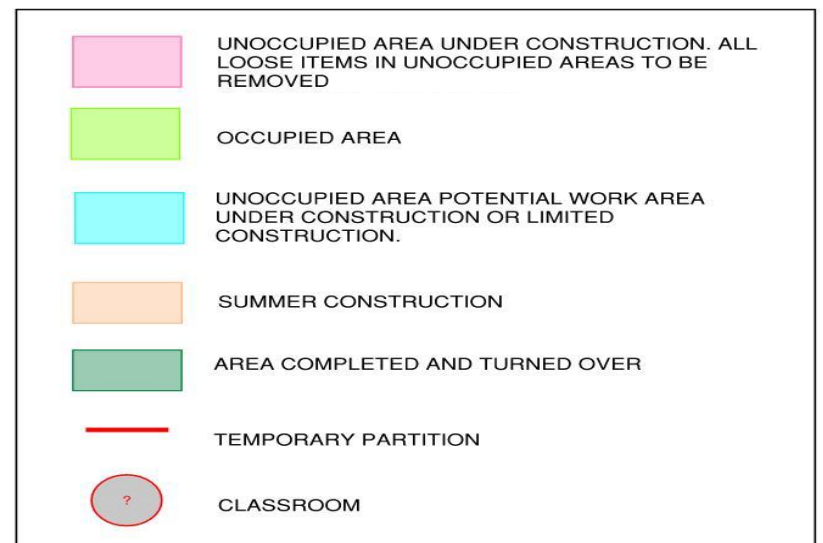 UNOCCUPIED AREA UNDER CONSTRUCTION. ALL
LOOSE ITEMS IN UNOCCUPIED AREAS TO BE
REMOVED
OCCUPIED AREA
UNOCCUPIED AREA POTENTIAL WORK AREA
UNDER CONSTRUCTION OR LIMITED
CONSTRUCTION.
SUMMER CONSTRUCTION
AREA COMPLETED AND TURNED OVER
TEMPORARY PARTITION
?
CLASSROOM